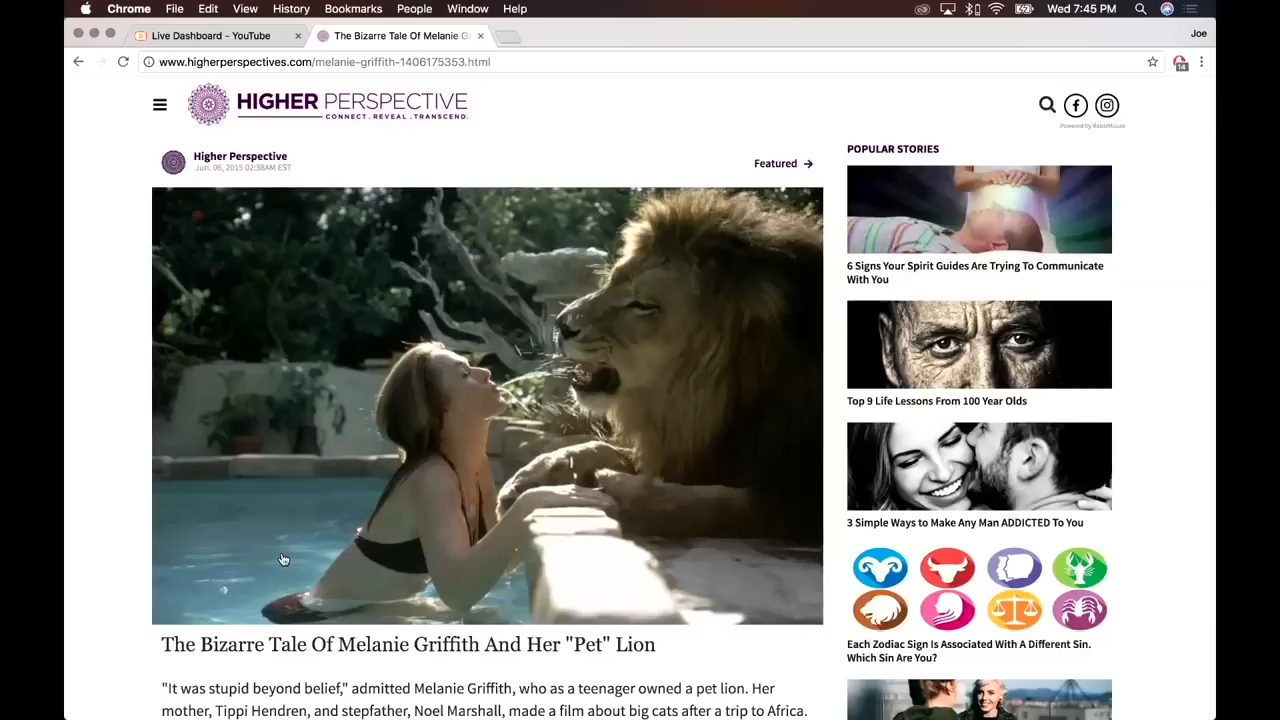 Chrome File Edit View History Bookmarks People Window Help
Wed 7:45 PM
Live Dashboard - YouTube
The Bizarre Tale Of Melanie Gr
Joe
www.higherperspectives.com/melanie-griffith-1406175353.html
14
HIGHER PERSPECTIVE
CONNECT . REVEAL . TRANSCEND.
Powered by RebelMouse
Higher Perspective
Jun. 06, 2015 02:38AM EST
Featured
POPULAR STORIES
6 Signs Your Spirit Guides Are Trying To Communicate
With You
Top 9 Life Lessons From 100 Year Olds
3 Simple Ways to Make Any Man ADDICTED To You
Each Zodiac Sign Is Associated With A Different Sin.
Which Sin Are You?
The Bizarre Tale Of Melanie Griffith And Her "Pet" Lion
"It was stupid beyond belief," admitted Melanie Griffith, who as a teenager owned a pet lion. Her
mother, Tippi Hendren, and stepfather, Noel Marshall, made a film about big cats after a trip to Africa.